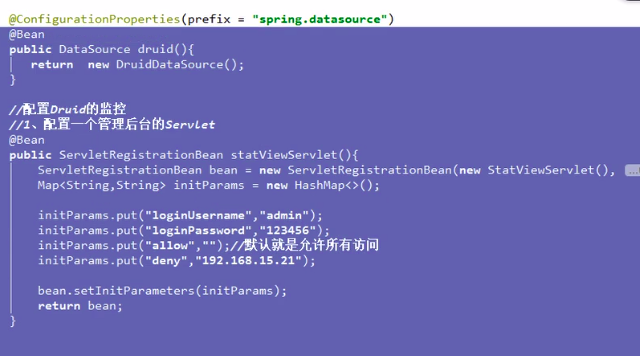 @ConfigurationProperties(prefix = "spring.datasource")
@Bean
public DataSource druid(){
return new DruidDataSource();
}
//配置Druid的监控
//1、配置一个管理后台的Servlet
@Bean
public ServletRegistrationBean statViewServlet(){
ServletRegistrationBean bean = new ServletRegistrationBean(new StatViewServlet(),
Map<String,String> initParams = new HashMap<>();
initParams.put("loginUsername","admin");
initParams.put("loginPassword","123456");
initParams.put("allow","");//默认就是允许所有访问
initParams.put("deny","192.168.15.21");
bean.setInitParameters(initParams);
return bean;
}